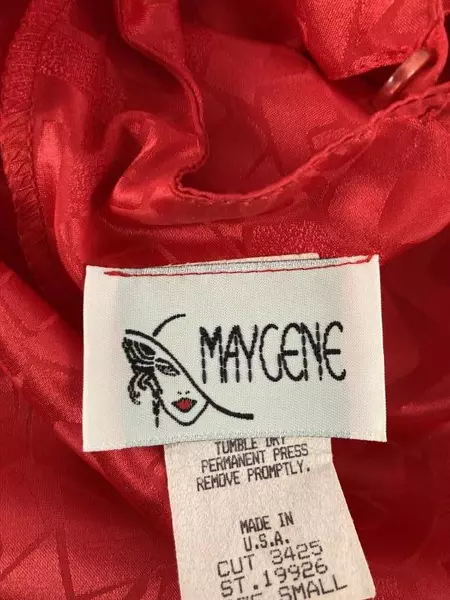 MAYGENE
TUMBLE DRY
PERMANENT PRESS
REMOVE PROMPTLY.
MADE IN
U.S.A.
CUT 3425
ST.19926
SMALL